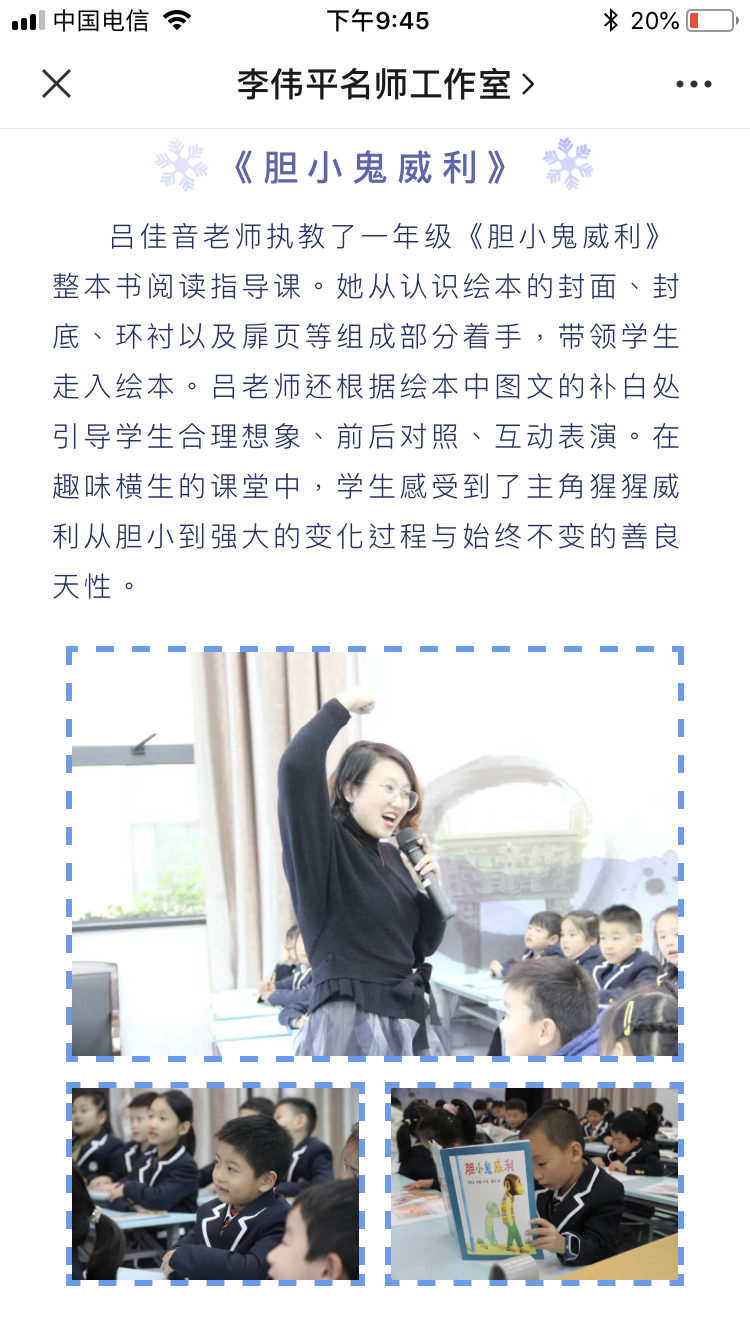 中国电信
下午9:45
20%
李伟平名师工作室
《胆小鬼威利》
吕佳音老师执教了一年级《胆小鬼威利》
整本书阅读指导课。她从认识绘本的封面、封
底、环衬以及扉页等组成部分着手，带领学生
走入绘本。吕老师还根据绘本中图文的补白处
引导学生合理想象、前后对照、互动表演。在
趣味横生的课堂中，学生感受到了主角猩猩威
利从胆小到强大的变化过程与始终不变的善良
天性。
胆小鬼威利